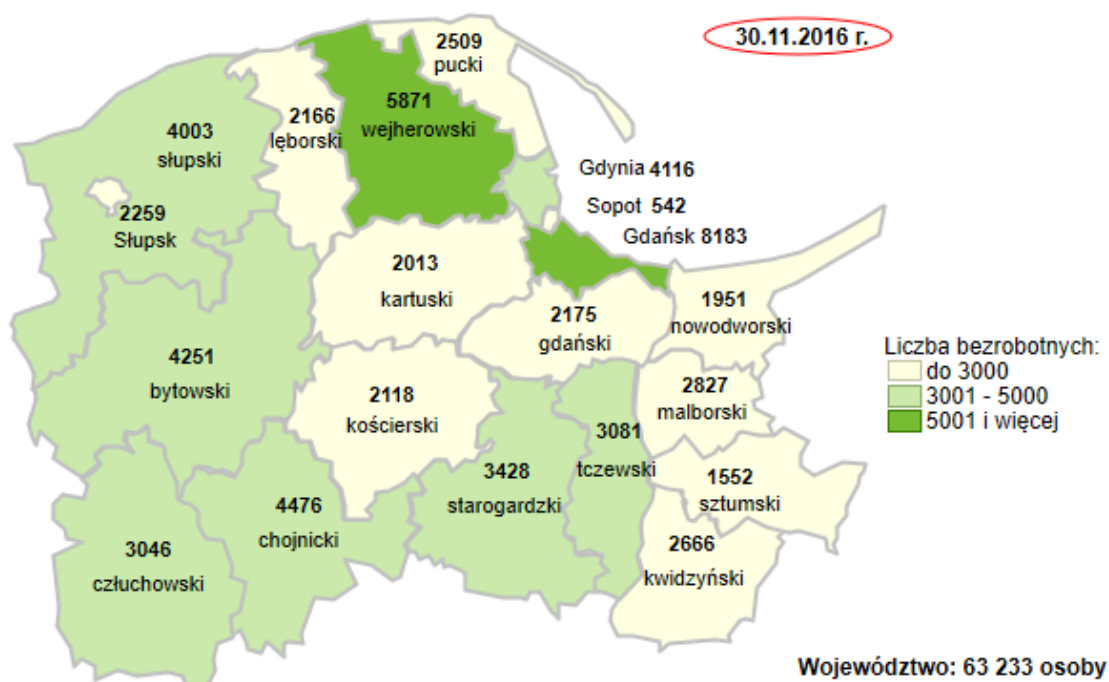 30.11.2016 r.
2509
pucki
5871
wejherowski
2166
lęborski
4003
słupski
Gdynia 4116
Sopot 542
Gdańsk 8183
2259
Słupsk
2013
kartuski
1951
nowodworski
2175
gdański
4251
bytowski
2118
kościerski
2827
malborski
Liczba bezrobotnych:
do 3000
3001 - 5000
5001 i więcej
3081
tczewski
3428
starogardzki
1552
sztumski
4476
chojnicki
3046
człuchowski
2666
kwidzyński
Województwo: 63 233 osoby